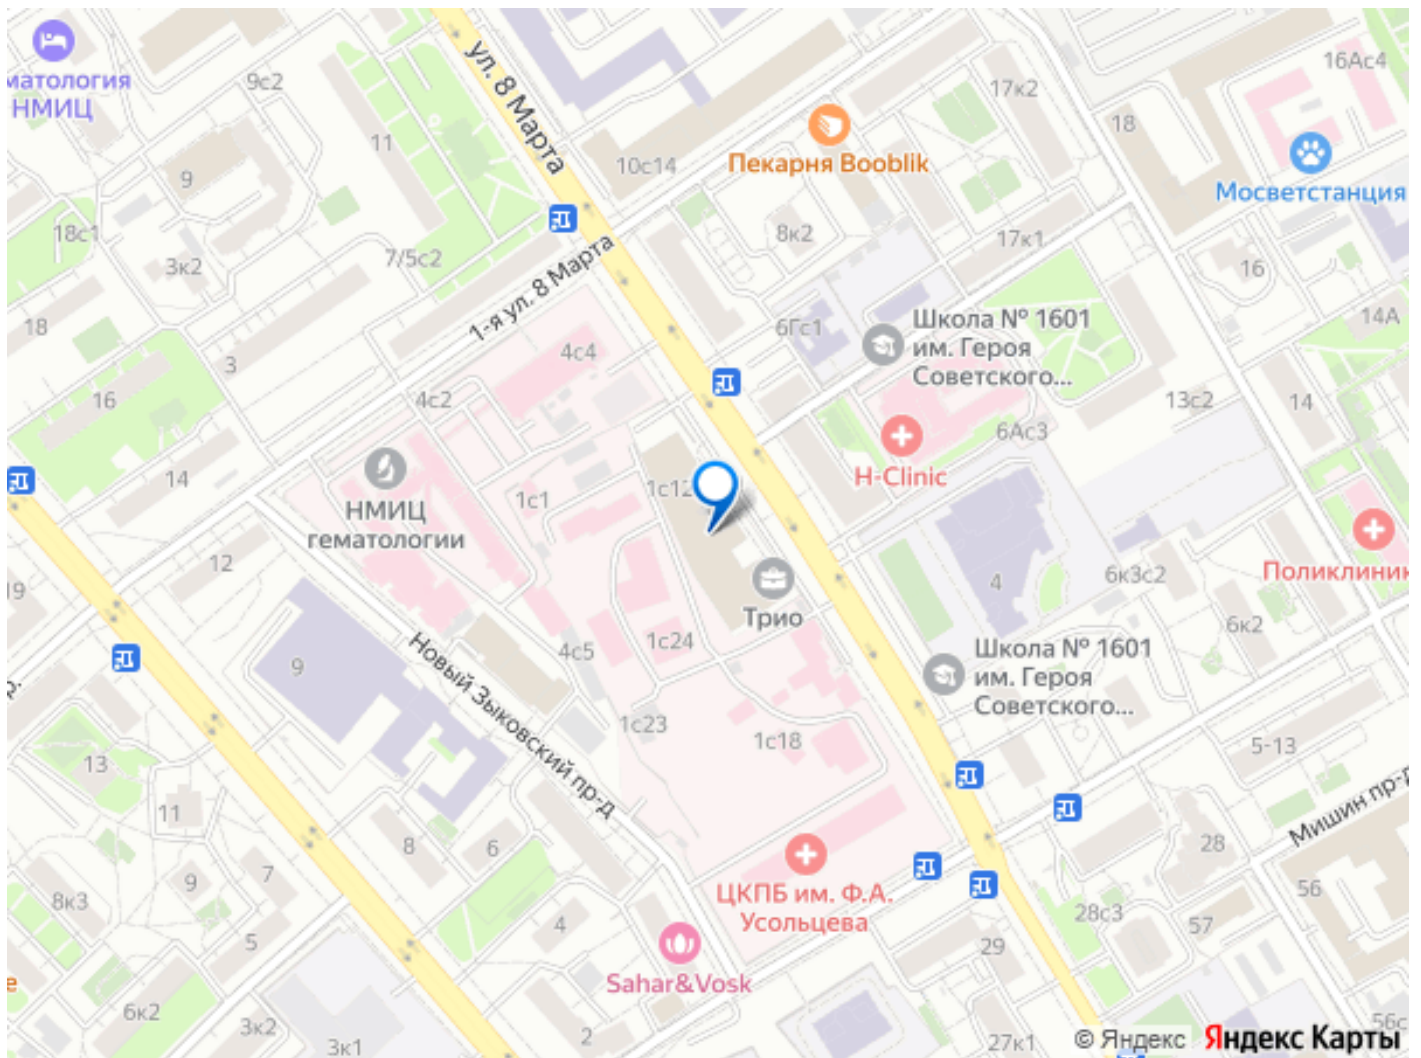 матология
НМИЦ
9с2
ул. 8 Марта
17к2
16Ас4
18
11
10с14
Пекарня Booblik
Мосветстанция
9
18с1
3к2
7/5с2
8к2
17к1
16
1-я ул. 8 Марта
18
3
4с4
6Гс1
Школа № 1601
им. Героя
Советского...
14А
16
4с2
13с2
14
6Ас3
H-Clinic
14
1с1
1с12
НМИЦ
гематологии
19
12
4
6к3с2
Поликлиник
Трио
6к2
9
Новый Зыковский пр-д
4с5
1с24
Школа № 1601
им. Героя
Советского...
1с23
1с18
5-13
13
11
Мишин пр-д
8
6
28
8к3
9
7
ЦКПБ им. Ф.А.
Усольцева
56
28с3
57
5
4
29
Sahar&Vosk
е
6к2
3к2
3к1
2
27к1
56с
© Яндекс Яндекс Карты